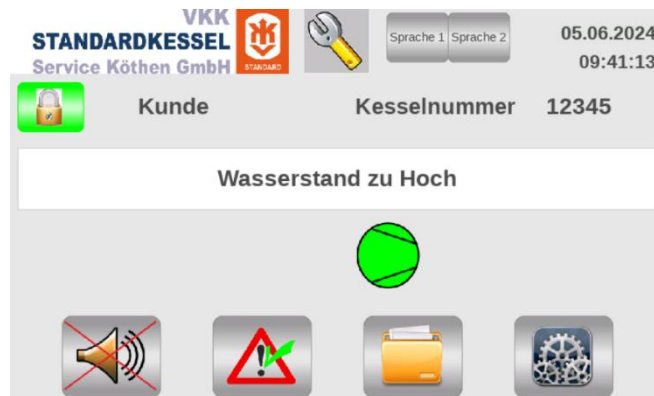 VKK
STANDARDKESSEL
Service Köthen GmbH
STANDARD
Sprache 1 Sprache 2
05.06.2024
09:41:13
Kunde Kesselnummer 12345
Wasserstand zu Hoch